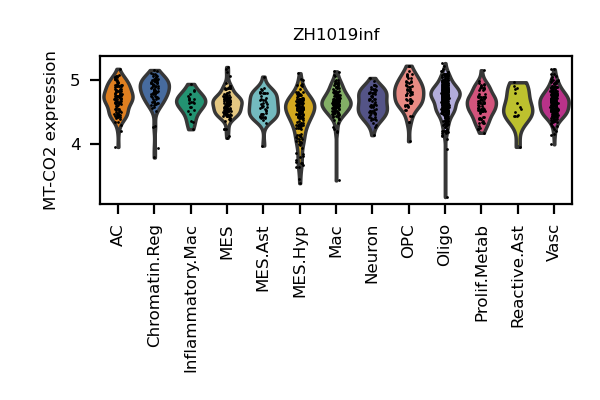 ZH1019inf
MT-CO2 expression
5
4
AC
Chromatin.Reg
Inflammatory.Mac
MES
MES.Ast
MES.Hyp
Mac
Neuron
OPC
Oligo
Prolif.Metab
Reactive.Ast
Vasc